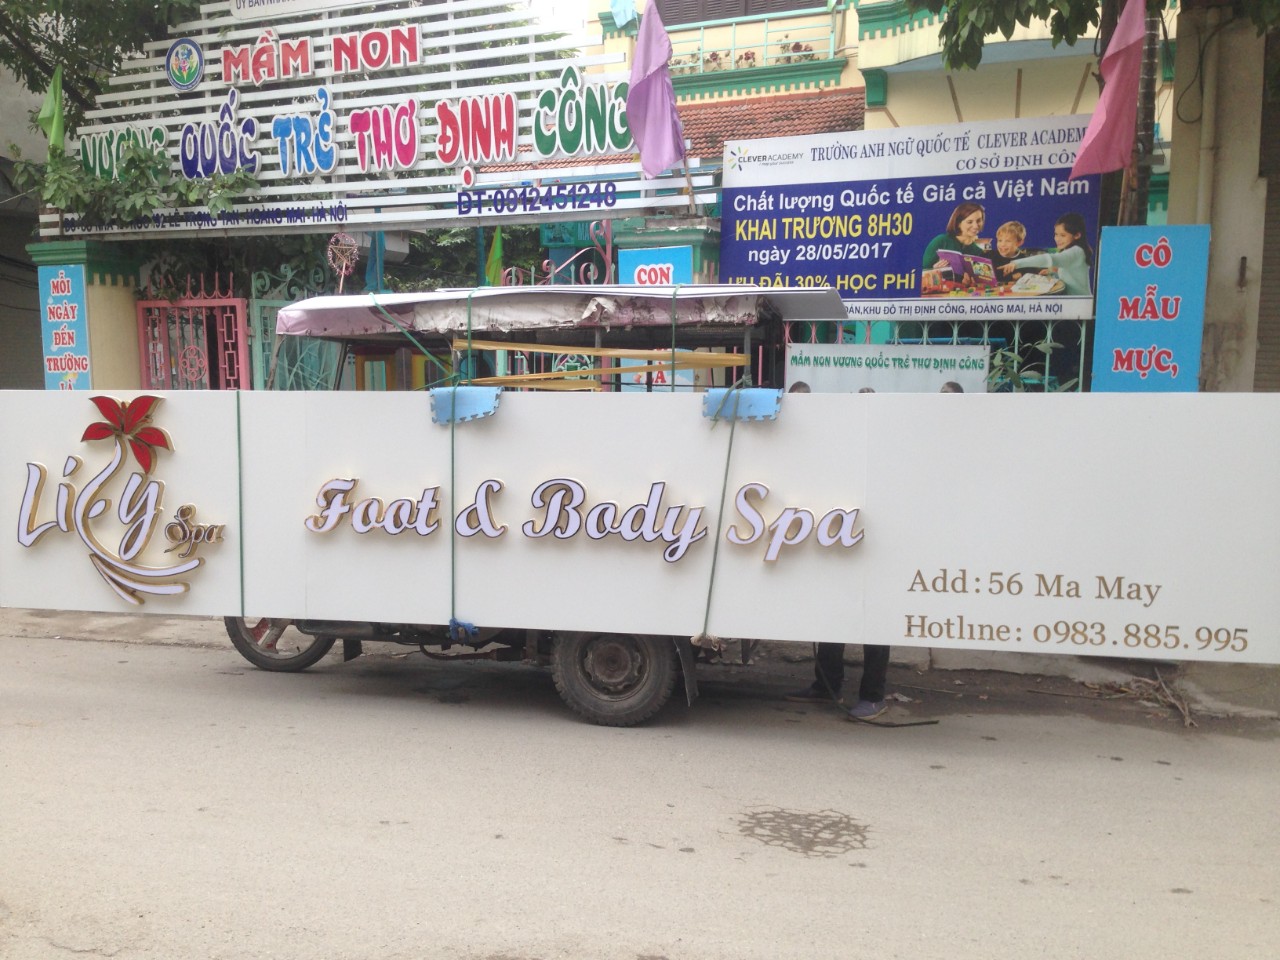 MẦM NON
VƯƠNG QUỐC TRẺ THƠ ĐỊNH CÔNG
ĐT:0912451248
CLEVERACADEMY
TRƯỜNG ANH NGỮ QUỐC TẾ CLEVER ACADEM
CƠ SỞ ĐỊNH CÔN
Chất lượng Quốc tế Giá cả Việt Nam
KHAI TRƯƠNG 8H30
ngày 28/05/2017
ƯU ĐÃI 30% HỌC PHÍ
KHU ĐÔ THỊ ĐỊNH CÔNG, HOÀNG MAI, HÀ NỘI
MỖI
NGÀY
ĐẾN
TRƯỜNG
LÀ
CON
CÔ
MẪU
MỰC,
MẦM NON VƯƠNG QUỐC TRẺ THƠ ĐỊNH CÔNG
Lily Spa
Foot & Body Spa
Add: 56 Ma May
Hotline: 0983.885.995